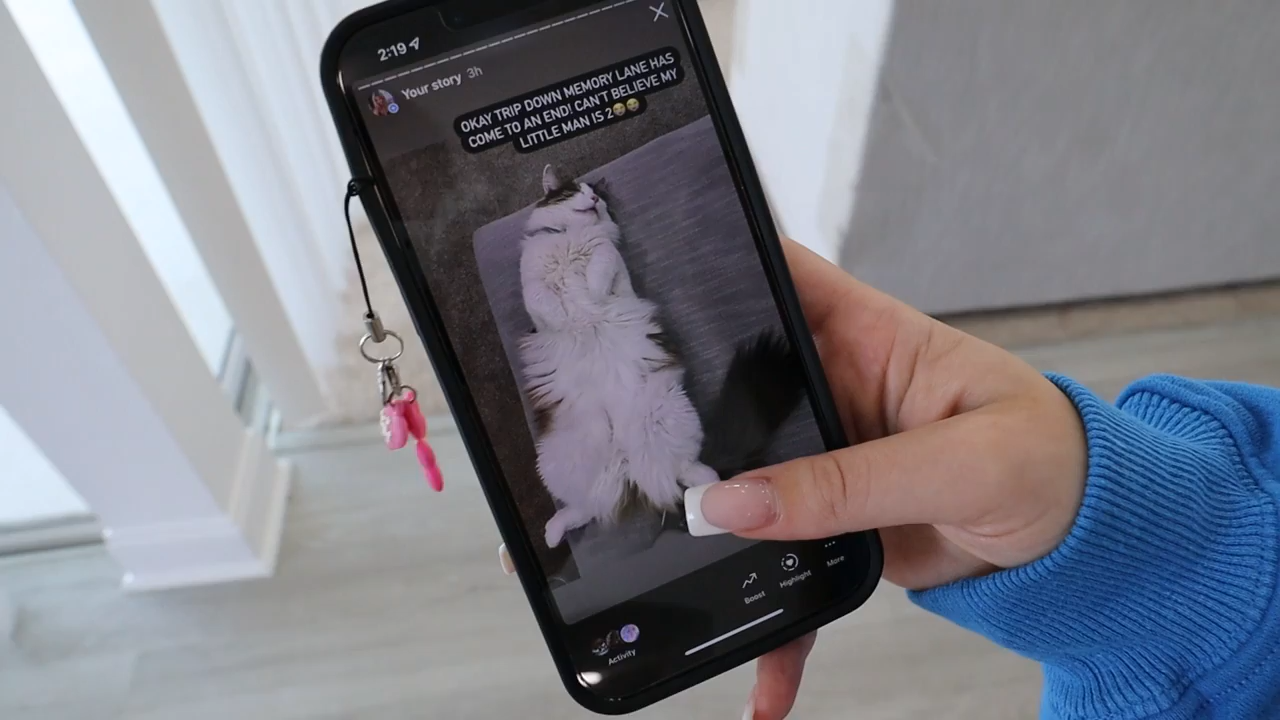 2:19
Your story 3h
OKAY TRIP DOWN MEMORY LANE HAS
COME TO AN END! CAN'T BELIEVE MY
LITTLE MAN IS 2😭😭
Boost
Highlight
More
Activity